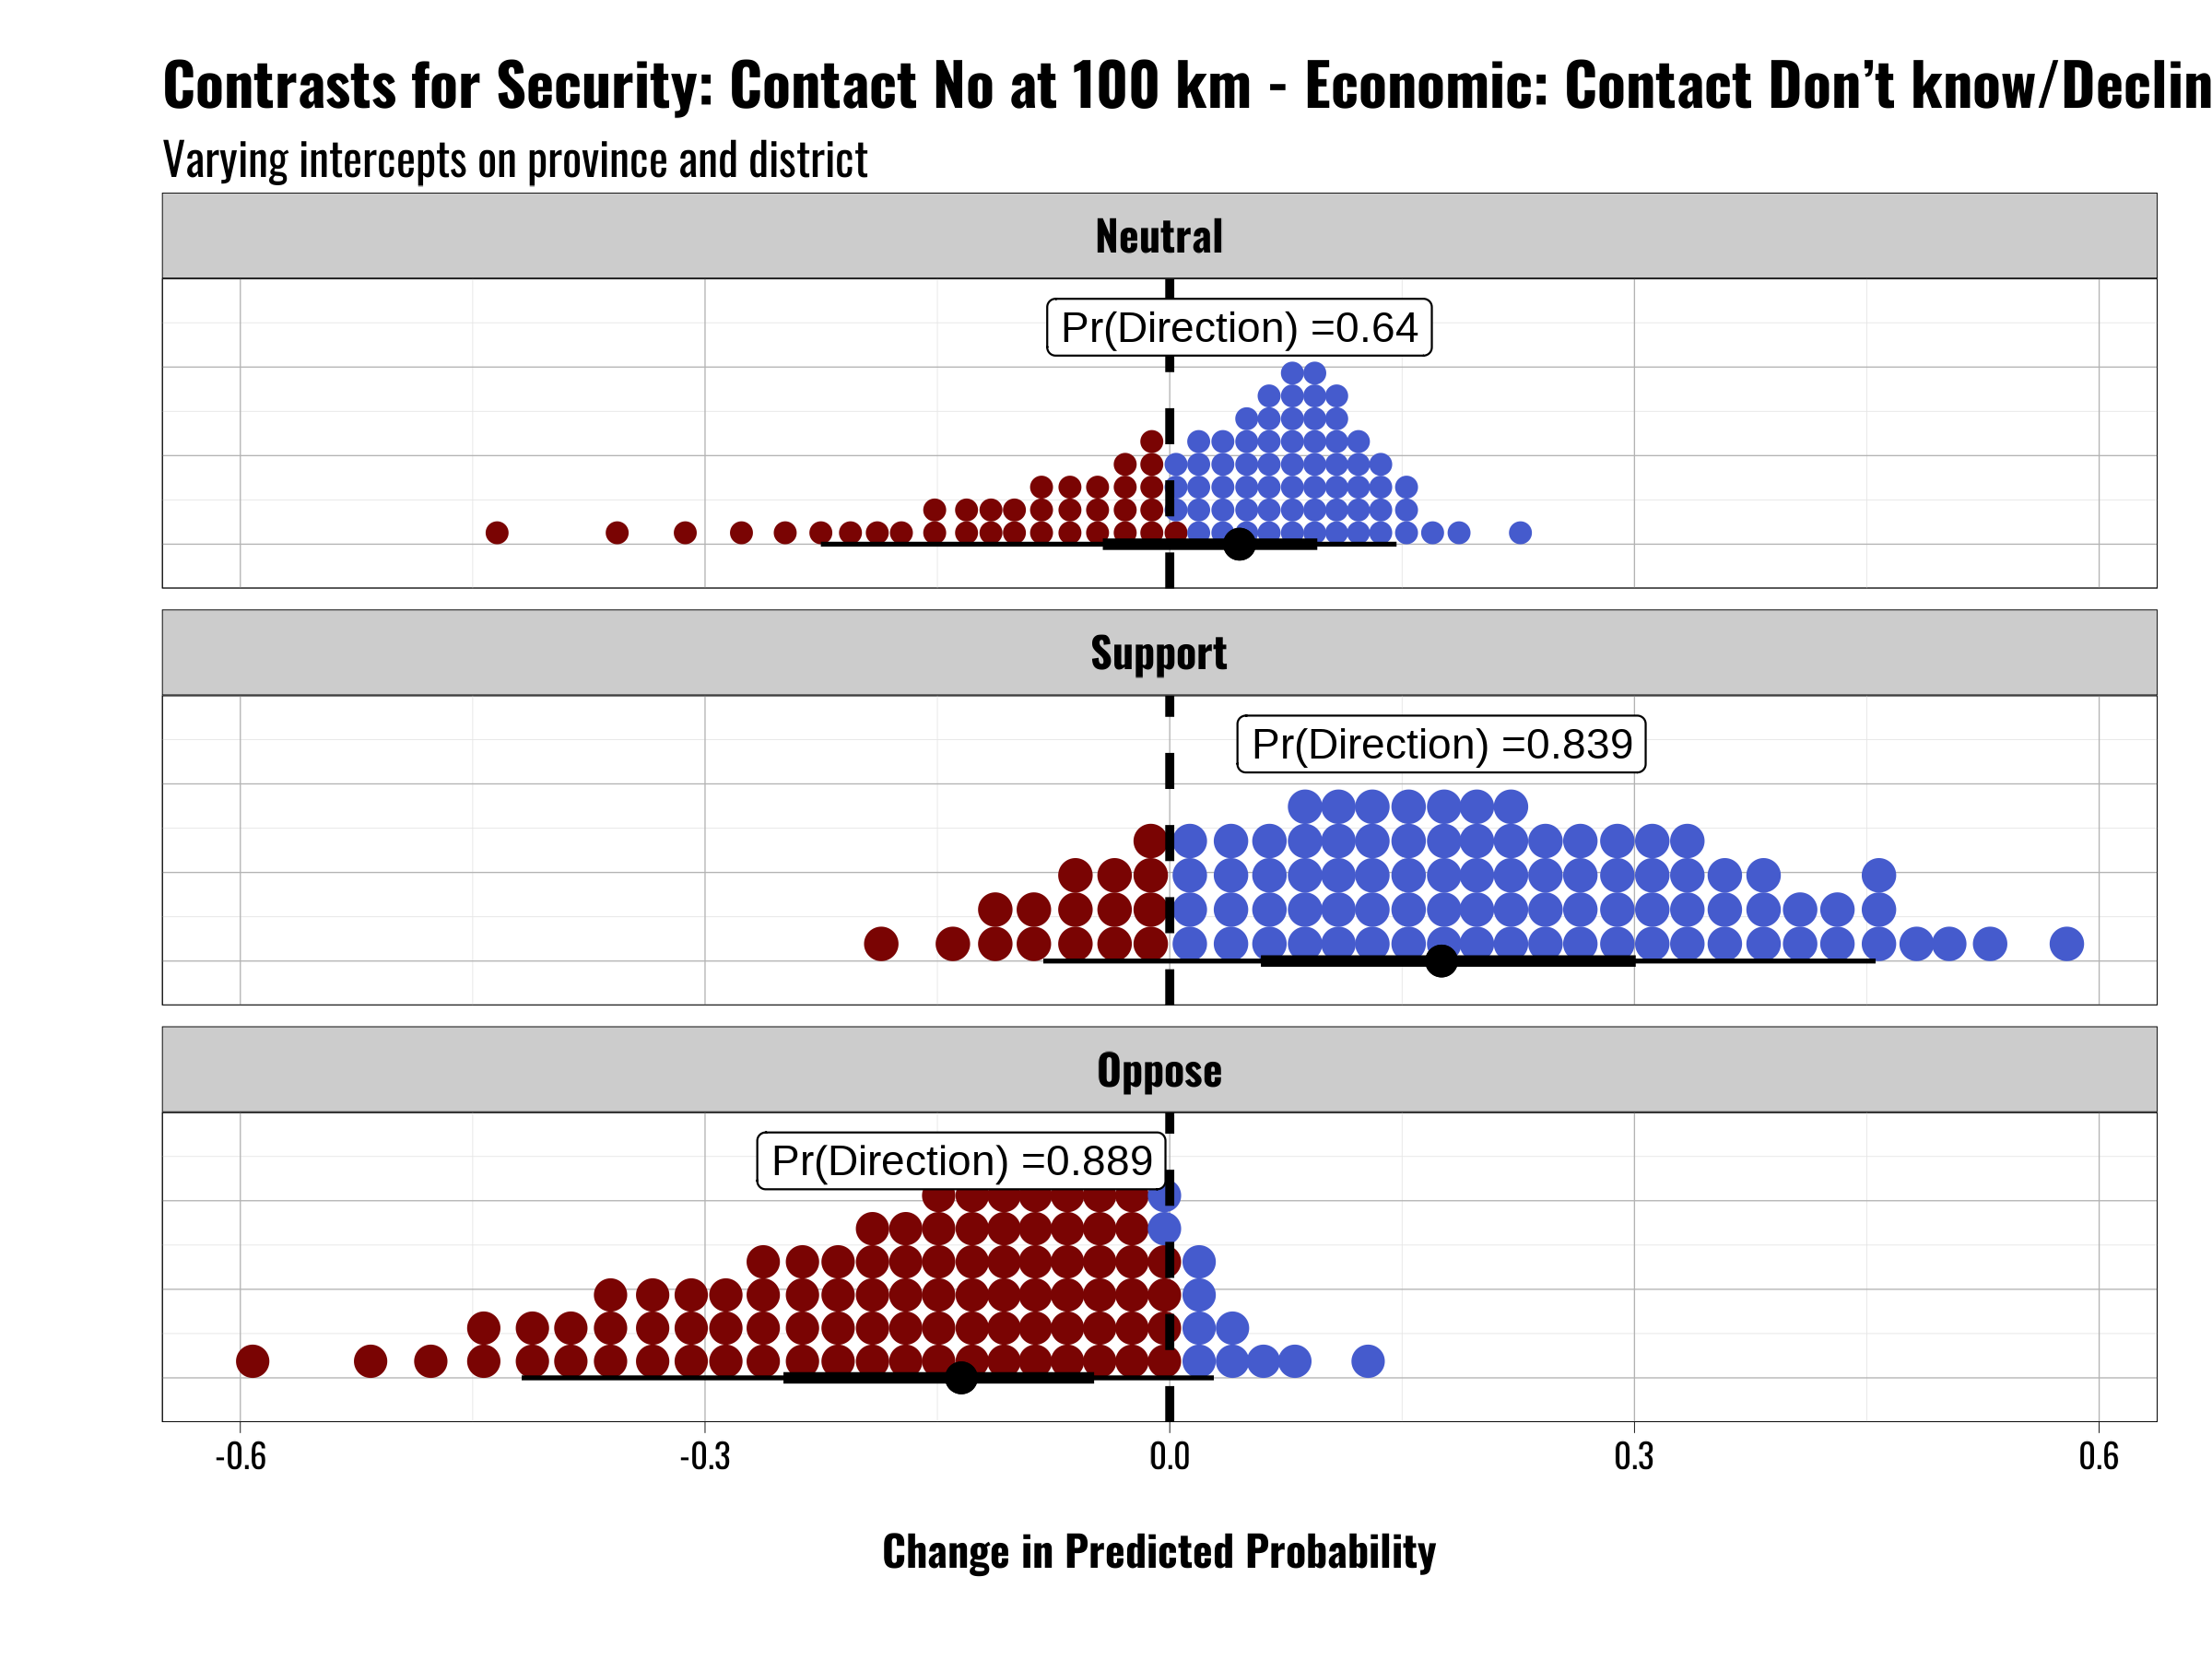 Contrasts for Security: Contact No at 100 km - Economic: Contact Don’t know/Declin
Varying intercepts on province and district
Neutral
Pr(Direction) =0.64
Support
Pr(Direction) =0.839
Oppose
Pr(Direction) =0.889
-0.6 -0.3 0.0 0.3 0.6
Change in Predicted Probability